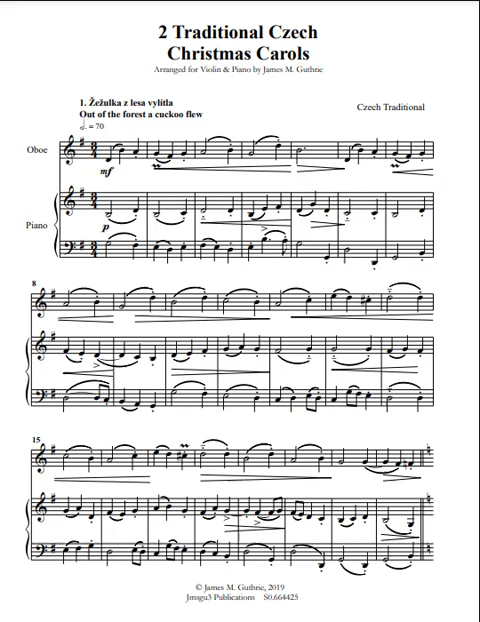 2 Traditional Czech
Christmas Carols
Arranged for Violin & Piano by James M. Guthrie
1. Žežulka z lesa vylítla
Out of the forest a cuckoo flew
Czech Traditional
𝅗𝅥. = 70
Oboe
mf
Piano
p
8
15
© James M. Guthrie, 2019
Jmsgu3 Publications S0.664425